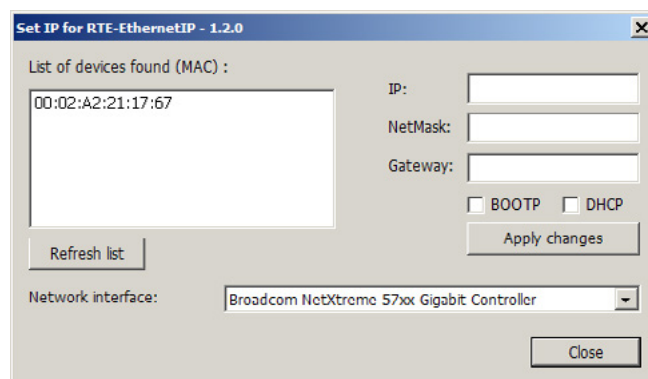 Set IP for RTE-EthernetIP - 1.2.0
List of devices found (MAC) :
00:02:A2:21:17:67
IP:
NetMask:
Gateway:
BOOTP DHCP
Refresh list
Apply changes
Network interface:
Broadcom NetXtreme 57xx Gigabit Controller
Close